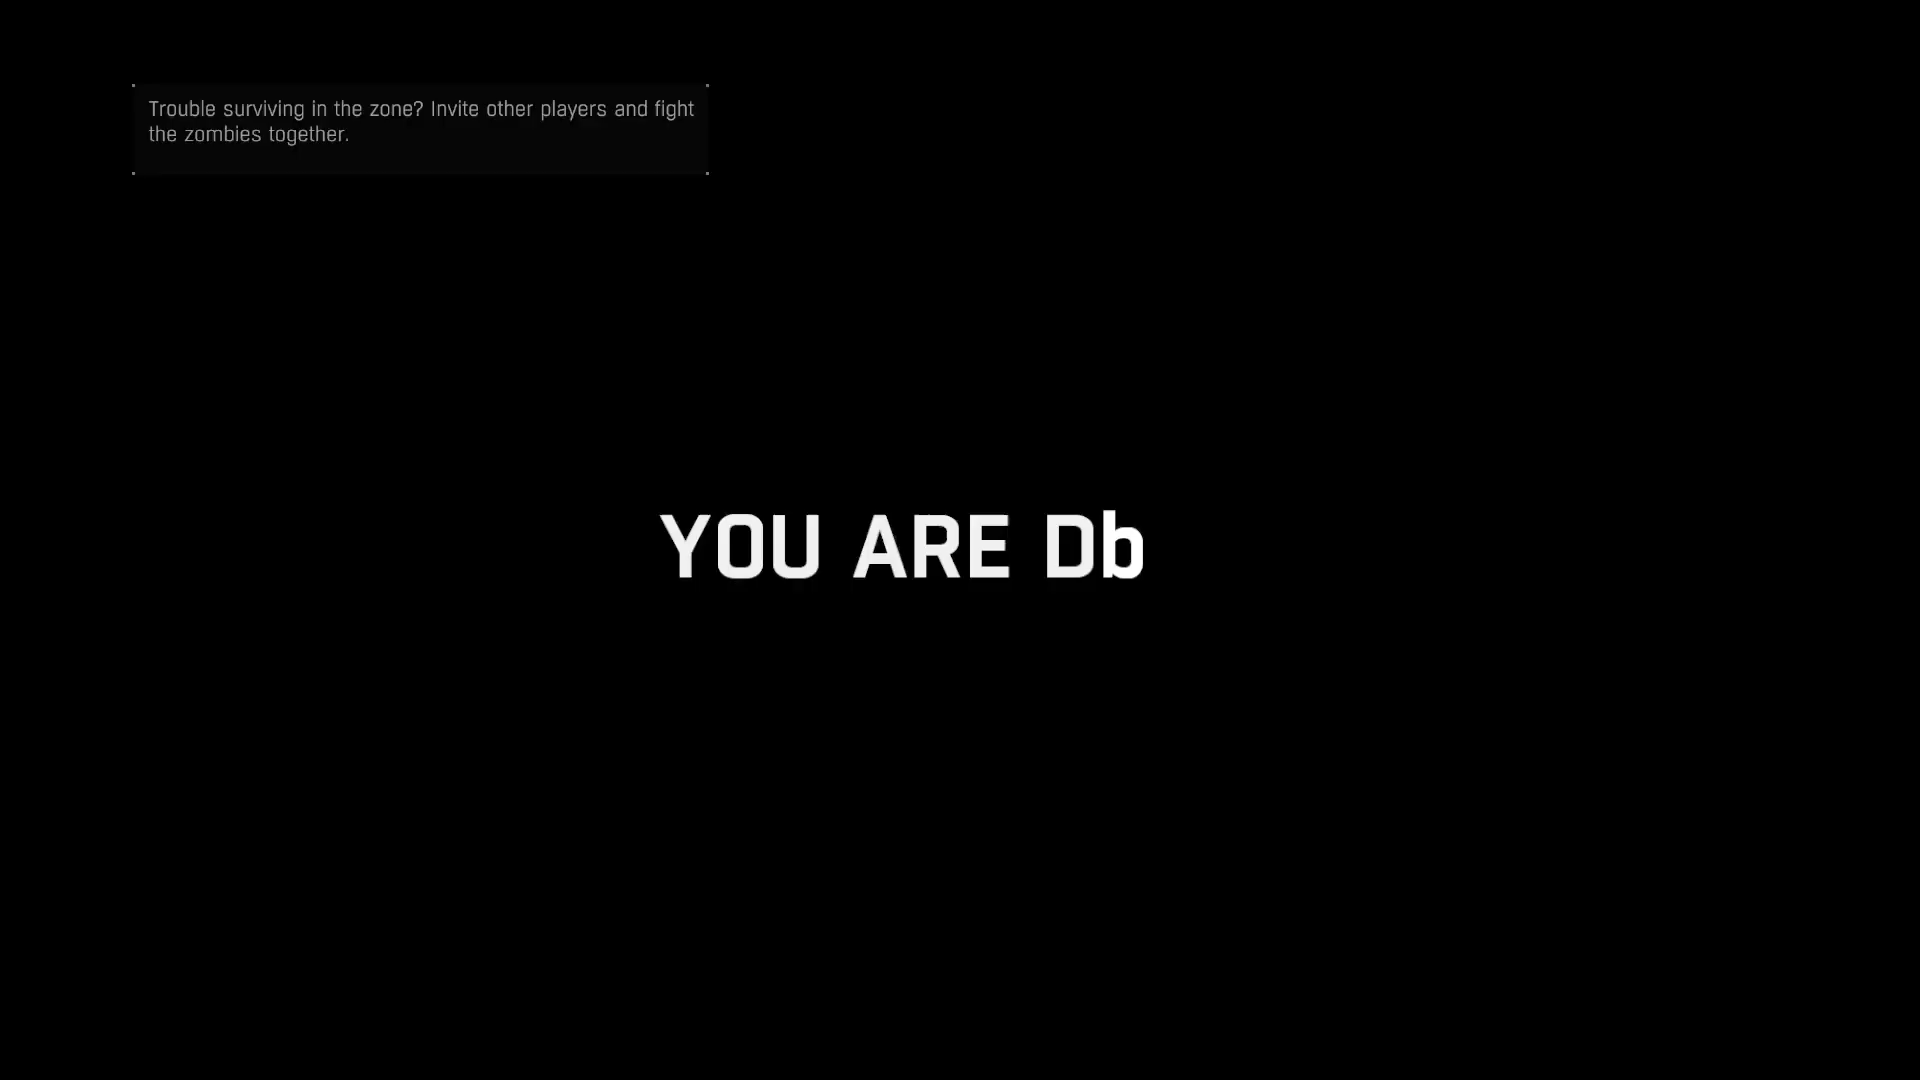 Trouble surviving in the zone? Invite other players and fight
the zombies together.
YOU ARE Db